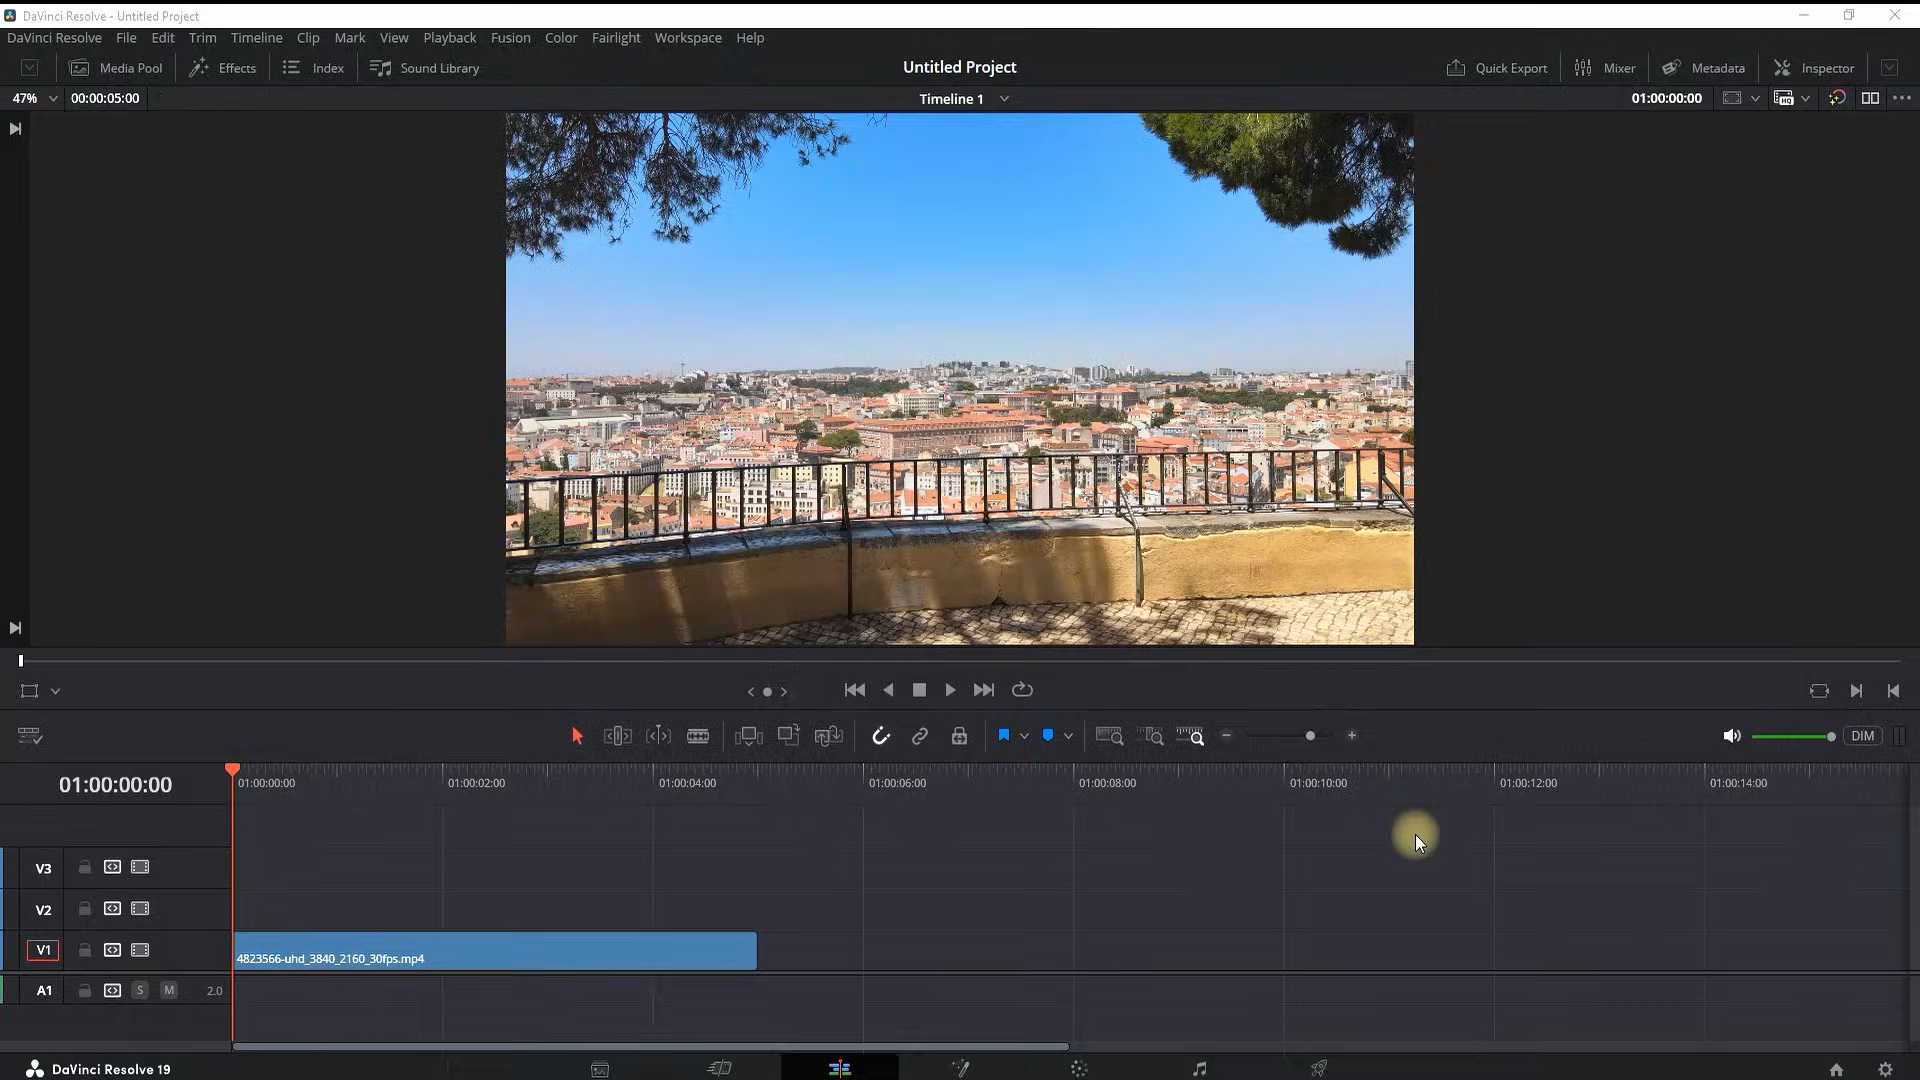 DaVinci Resolve - Untitled Project
DaVinci Resolve File Edit Trim Timeline Clip Mark View Playback Fusion Color Fairlight Workspace Help
Media Pool Effects Index Sound Library Untitled Project Quick Export Mixer Metadata Inspector
47% 00:00:05:00 Timeline 1 01:00:00:00 HQ
DIM
01:00:00:00 01:00:00:00 01:00:02:00 01:00:04:00 01:00:06:00 01:00:08:00 01:00:10:00 01:00:12:00 01:00:14:00
V3
V2
V1 4823566-uhd_3840_2160_30fps.mp4
A1 S M 2.0
DaVinci Resolve 19